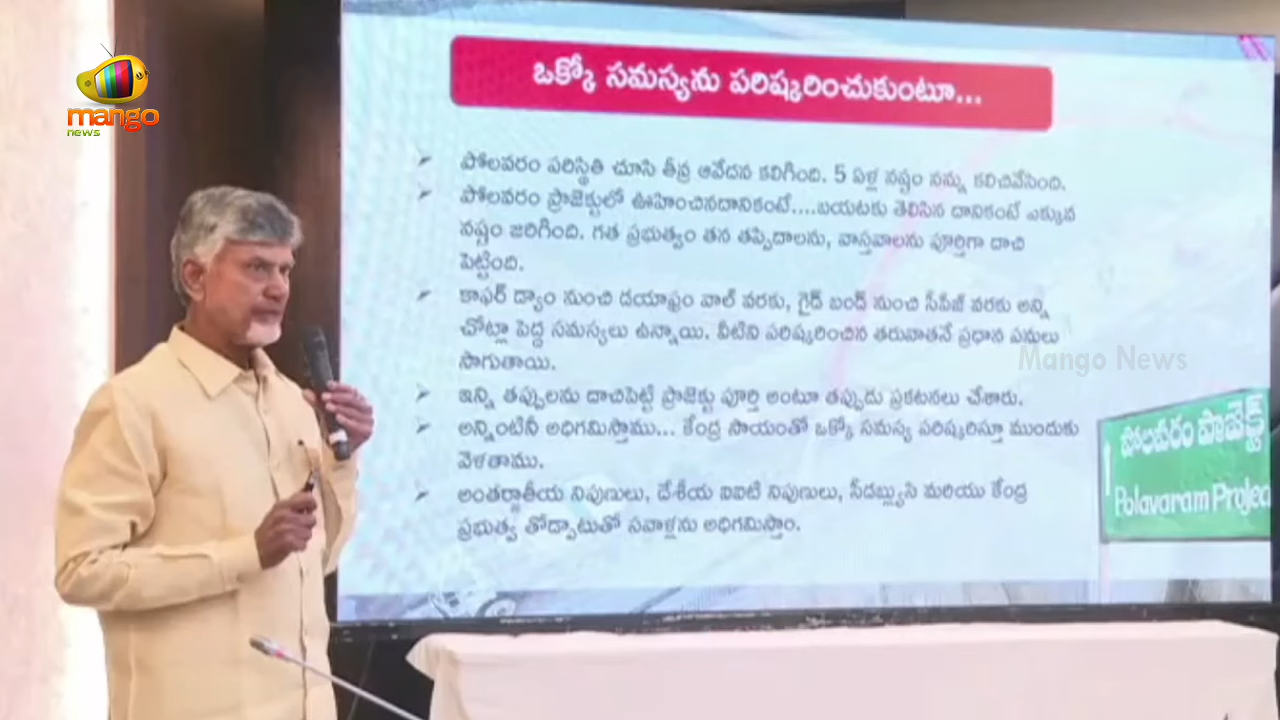 mango
news
ఒక్కో సమస్యను పరిష్కరించుకుంటూ...
పోలవరం పరిస్థితి చూసి తీవ్ర ఆవేదన కలిగింది. 5 ఏళ్ల నష్టం నన్ను కలిచివేసింది.
పోలవరం ప్రాజెక్టులో ఊహించినదానికంటే....బయటకు తెలిసిన దానికంటే ఎక్కువ
నష్టం జరిగింది. గత ప్రభుత్వం తన తప్పిదాలను, వాస్తవాలను పూర్తిగా దాచి
పెట్టింది.
కాఫర్ డ్యాం నుంచి డయాఫ్రం వాల్ వరకు, గైడ్ బండ్ నుంచి సీపేజ్ వరకు అన్ని
చోట్లా పెద్ద సమస్యలు ఉన్నాయి. వీటిని పరిష్కరించిన తరువాతనే ప్రధాన పనులు
సాగుతాయి.
ఇన్ని తప్పులను దాచిపెట్టి ప్రాజెక్టు పూర్తి అంటూ తప్పుడు ప్రకటనలు చేశారు.
అన్నింటినీ అధిగమిస్తాము... కేంద్ర సాయంతో ఒక్కో సమస్య పరిష్కరిస్తూ ముందుకు
వెళతాము.
అంతర్జాతీయ నిపుణులు, దేశీయ ఐఐటి నిపుణులు, సీడబ్ల్యుసి మరియు కేంద్ర
ప్రభుత్వ తోడ్పాటుతో సవాళ్లను అధిగమిస్తాం.
Mango News
పోలవరం
Polavaram Projec